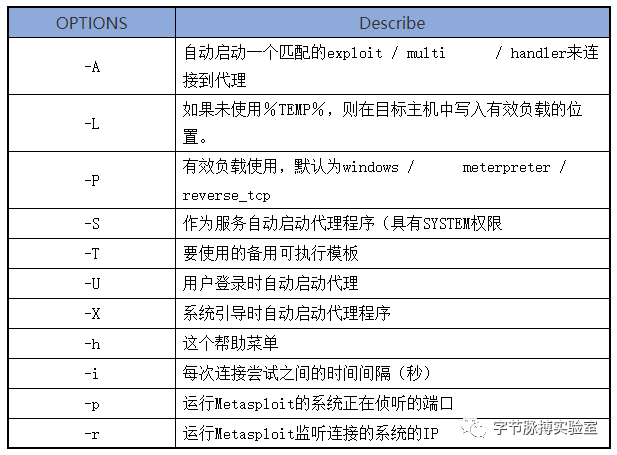 OPTIONS Describe
-A 自动启动一个匹配的exploit / multi / handler来连
接到代理
-L 如果未使用％TEMP％，则在目标主机中写入有效负载的位
置。
-P 有效负载使用，默认为windows / meterpreter /
reverse_tcp
-S 作为服务自动启动代理程序（具有SYSTEM权限
-T 要使用的备用可执行模板
-U 用户登录时自动启动代理
-X 系统引导时自动启动代理程序
-h 这个帮助菜单
-i 每次连接尝试之间的时间间隔（秒）
-p 运行Metasploit的系统正在侦听的端口
-r 运行Metasploit监听连接的系统的IP
字节脉搏实验室